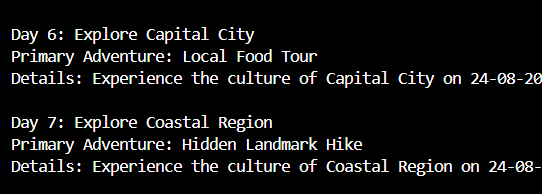 Day 6: Explore Capital City
Primary Adventure: Local Food Tour
Details: Experience the culture of Capital City on 24-08-20
Day 7: Explore Coastal Region
Primary Adventure: Hidden Landmark Hike
Details: Experience the culture of Coastal Region on 24-08-